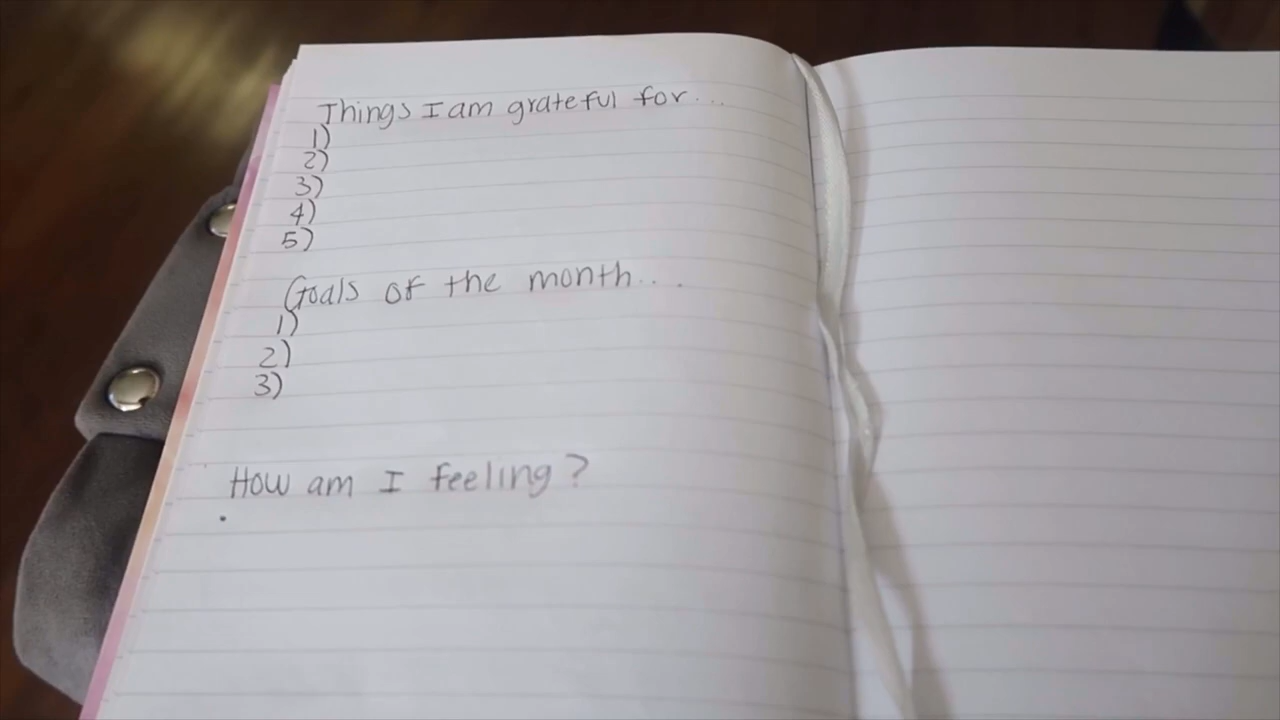 Things I am grateful for...
1)
2)
3)
4)
5)
Goals of the month...
1)
2)
3)
How am I feeling?